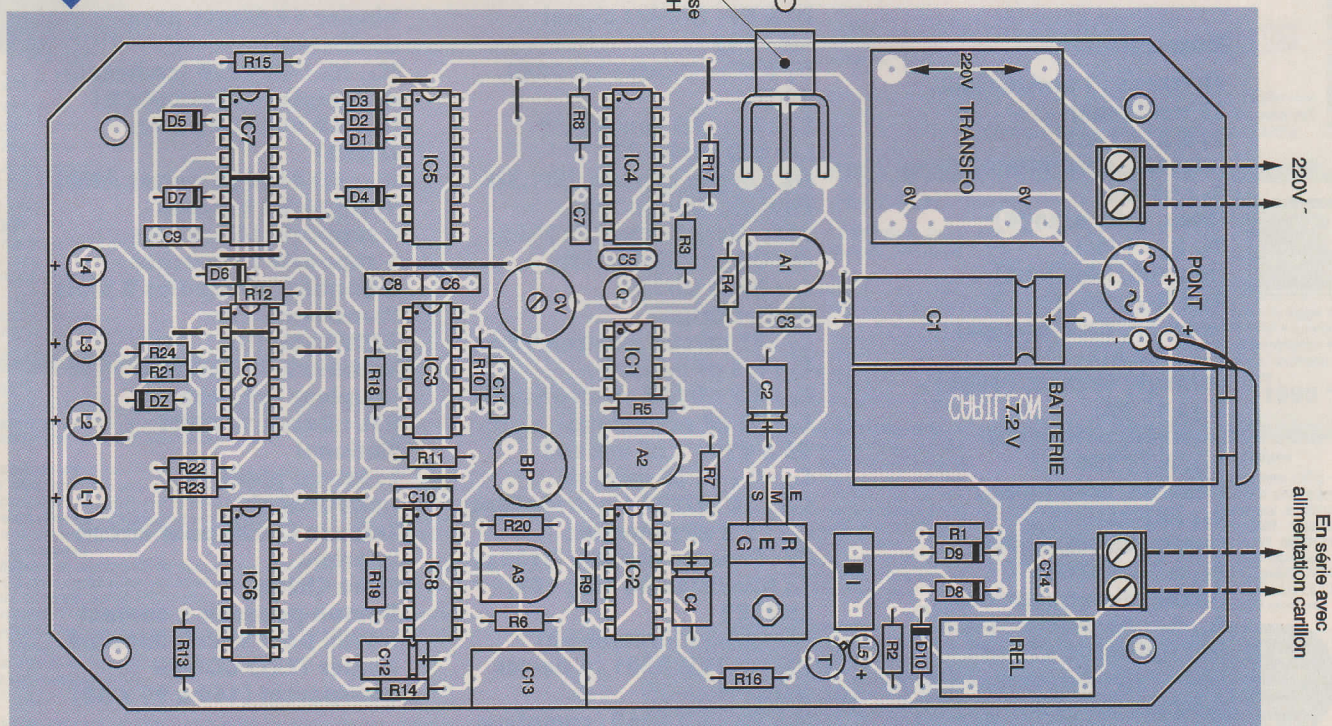 se
H
220V ~
En série avec
alimentation carillon
R15
D5
IC7
D7
C9
D3
D2
D1
D4
IC5
R8
C7
IC4
R17
R3
C5
Q
220V TRANSFO
6V
6V
PONT
+
-
~
~
A1
R4
C3
C1
+
C2
+
- +
BATTERIE
7.2 V
CARILLON
L4
+
L3
+
L2
+
L1
+
D6
R12
IC9
R24
R21
DZ
R22
R23
C8
C6
IC3
R18
R10
C11
R11
CV
IC1
R5
A2
R7
BP
C10
R20
A3
R6
IC8
R19
IC6
R13
C12
+
R14
C13
R9
IC2
C4
+
R16
E
M
S
REG
I
R1
D9
D8
C14
REL
D10
R2
L5
+
T